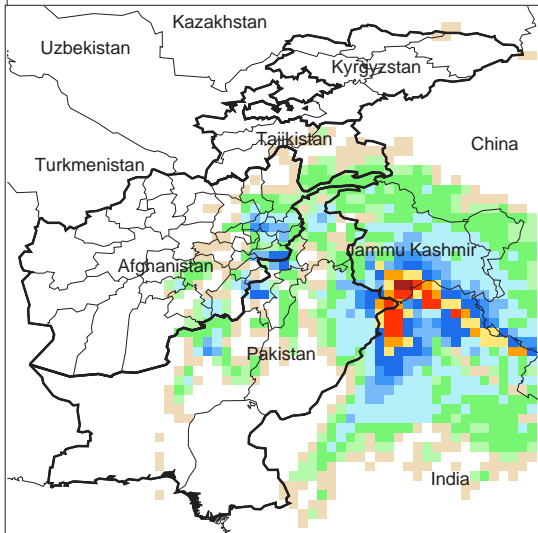 Kazakhstan
Uzbekistan
Kyrgyzstan
Tajikistan
China
Turkmenistan
Jammu Kashmir
Afghanistan
Pakistan
India